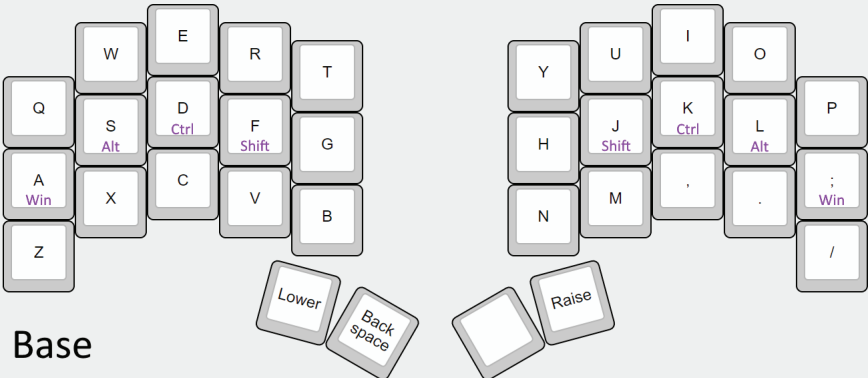 Q
W
E
R
T
Y
U
I
O
P
A
Win
S
Alt
D
Ctrl
F
Shift
G
H
J
Shift
K
Ctrl
L
Alt
;
Win
Z
X
C
V
B
N
M
,
.
/
Lower
Back
space
Raise
Base